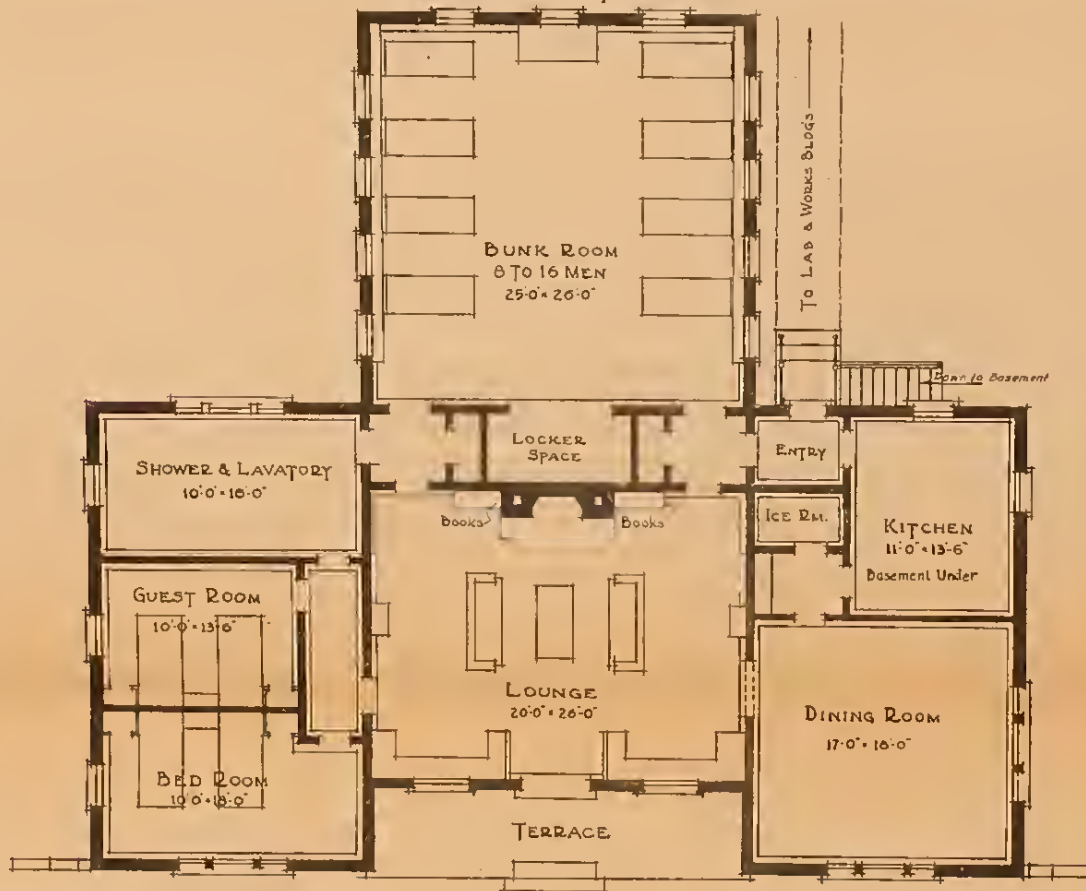 BUNK ROOM
8 TO 16 MEN
25'-0" × 26'-0"
TO LAB & WORKS BLDG'S
Down to Basement
LOCKER
SPACE
ENTRY
SHOWER & LAVATORY
10'-0" × 18'-0"
Books
Books
ICE RM.
KITCHEN
11'-0" × 13'-6"
Basement Under
GUEST ROOM
10'-0" × 13'-6"
LOUNGE
20'-0" × 26'-0"
DINING ROOM
17'-0" × 18'-0"
BED ROOM
10'-0" × 18'-0"
TERRACE